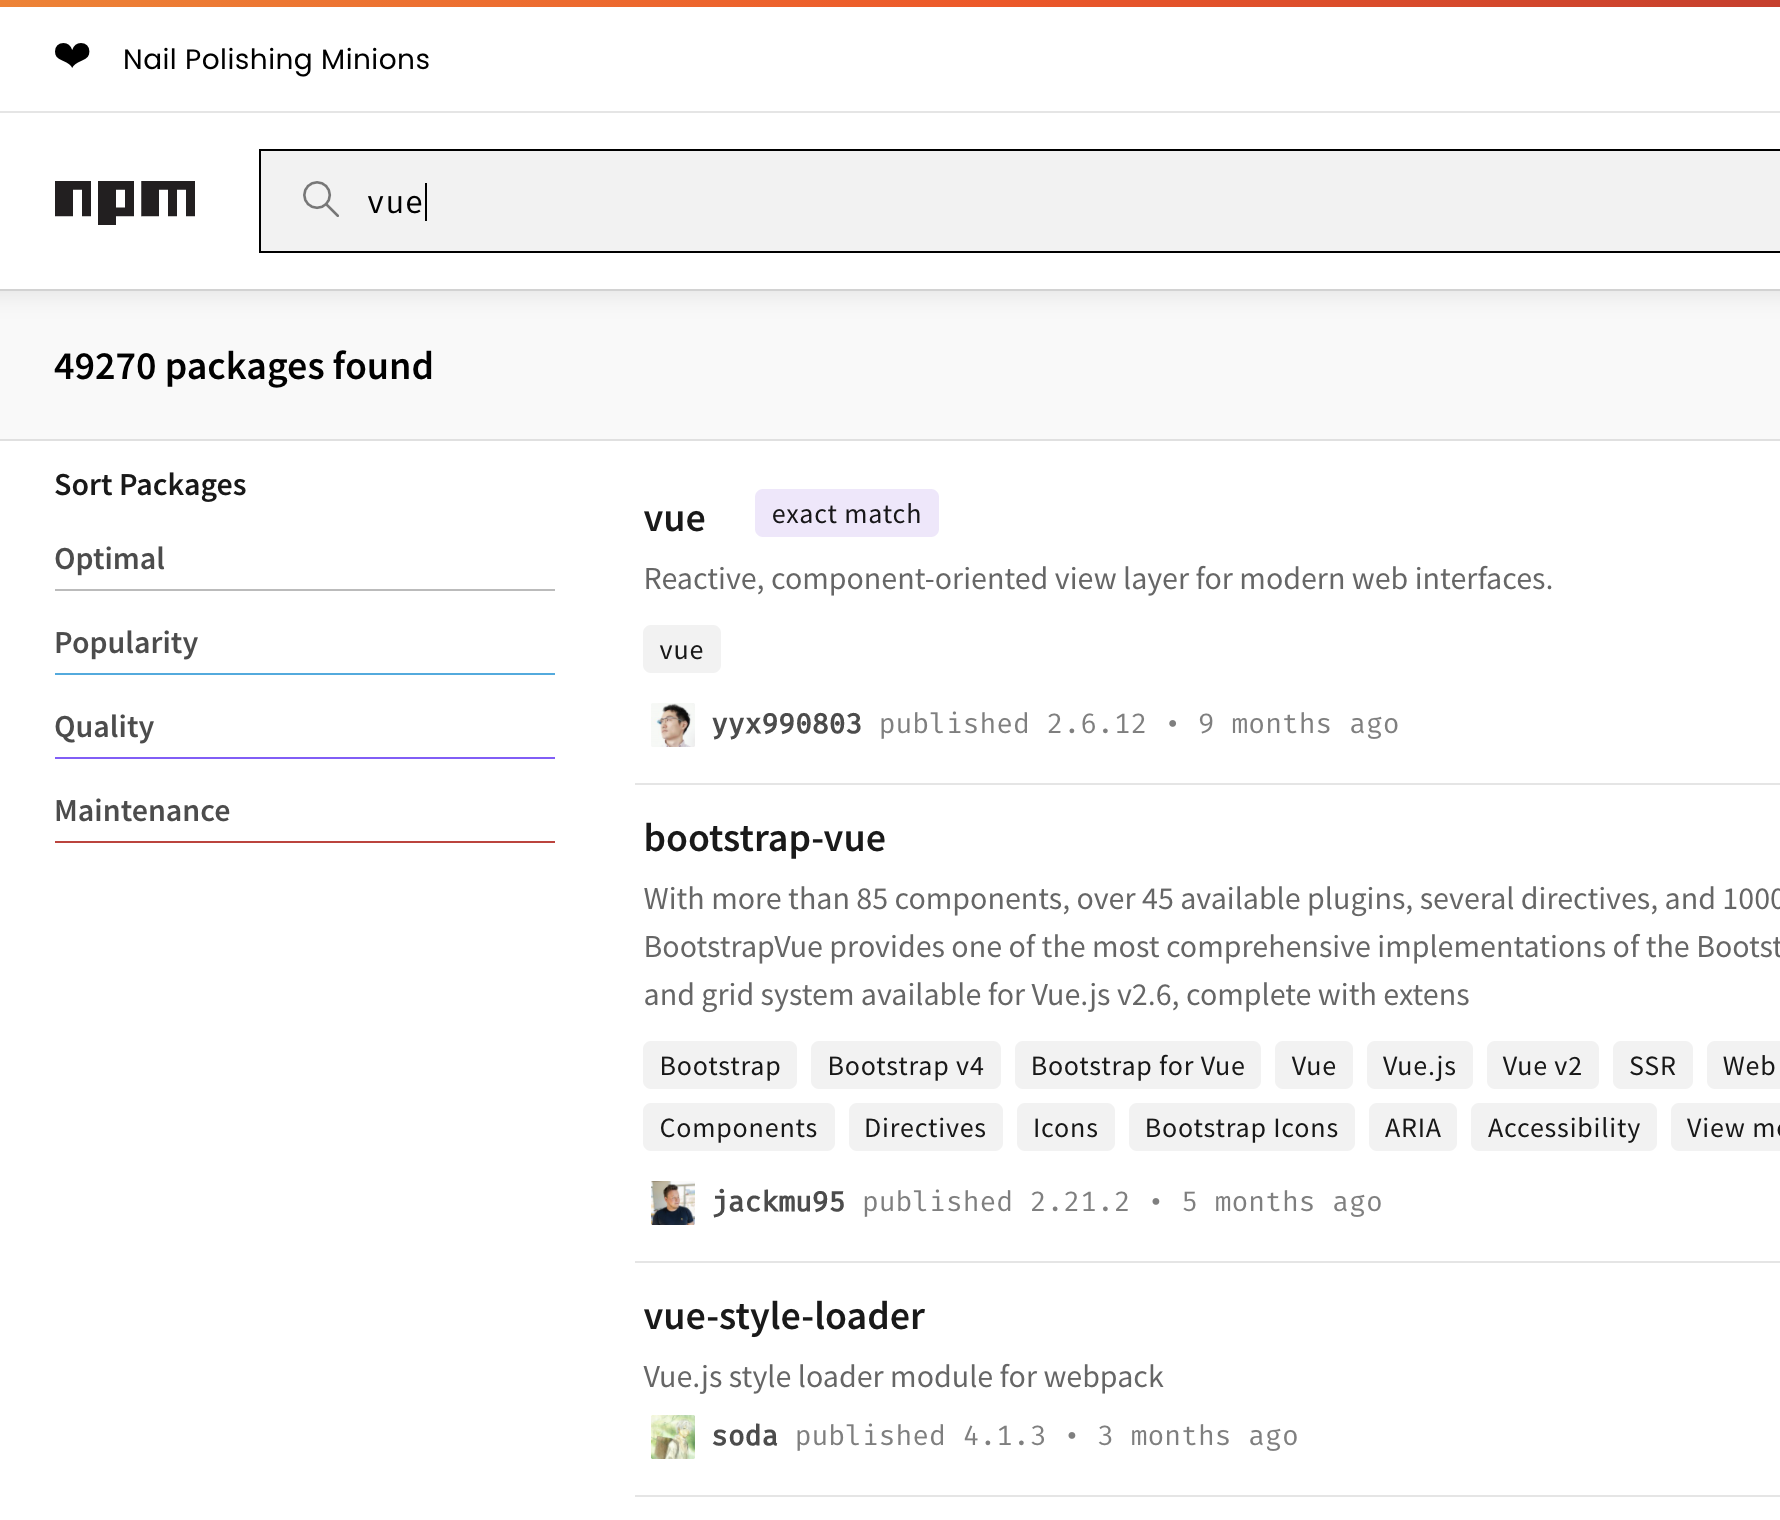 ❤ Nail Polishing Minions
npm
vue
49270 packages found
Sort Packages
Optimal
Popularity
Quality
Maintenance
vue exact match
Reactive, component-oriented view layer for modern web interfaces.
vue
yyx990803 published 2.6.12 • 9 months ago
bootstrap-vue
With more than 85 components, over 45 available plugins, several directives, and 1000
BootstrapVue provides one of the most comprehensive implementations of the Bootst
and grid system available for Vue.js v2.6, complete with extens
Bootstrap Bootstrap v4 Bootstrap for Vue Vue Vue.js Vue v2 SSR Web
Components Directives Icons Bootstrap Icons ARIA Accessibility View m
jackmu95 published 2.21.2 • 5 months ago
vue-style-loader
Vue.js style loader module for webpack
soda published 4.1.3 • 3 months ago